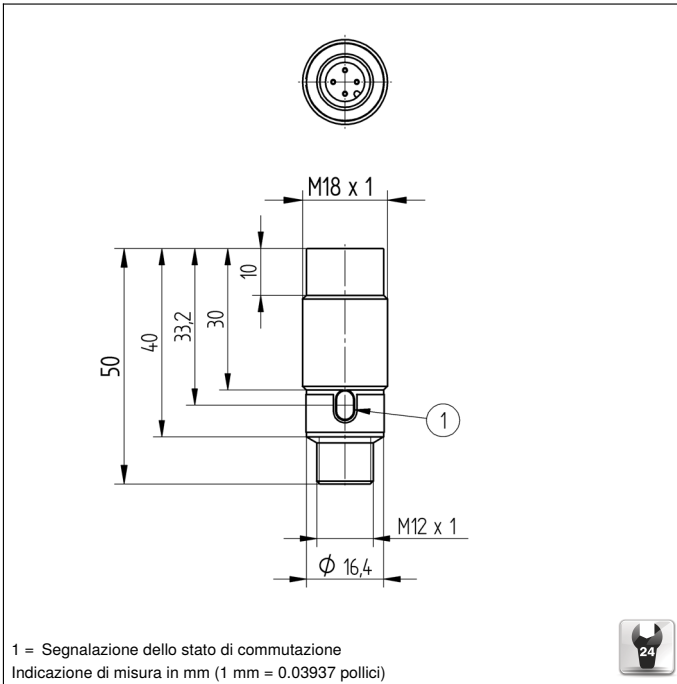 M18 x 1
10
30
33,2
40
50
1
M12 x 1
Φ 16,4
1 = Segnalazione dello stato di commutazione
Indicazione di misura in mm (1 mm = 0.03937 pollici)
24